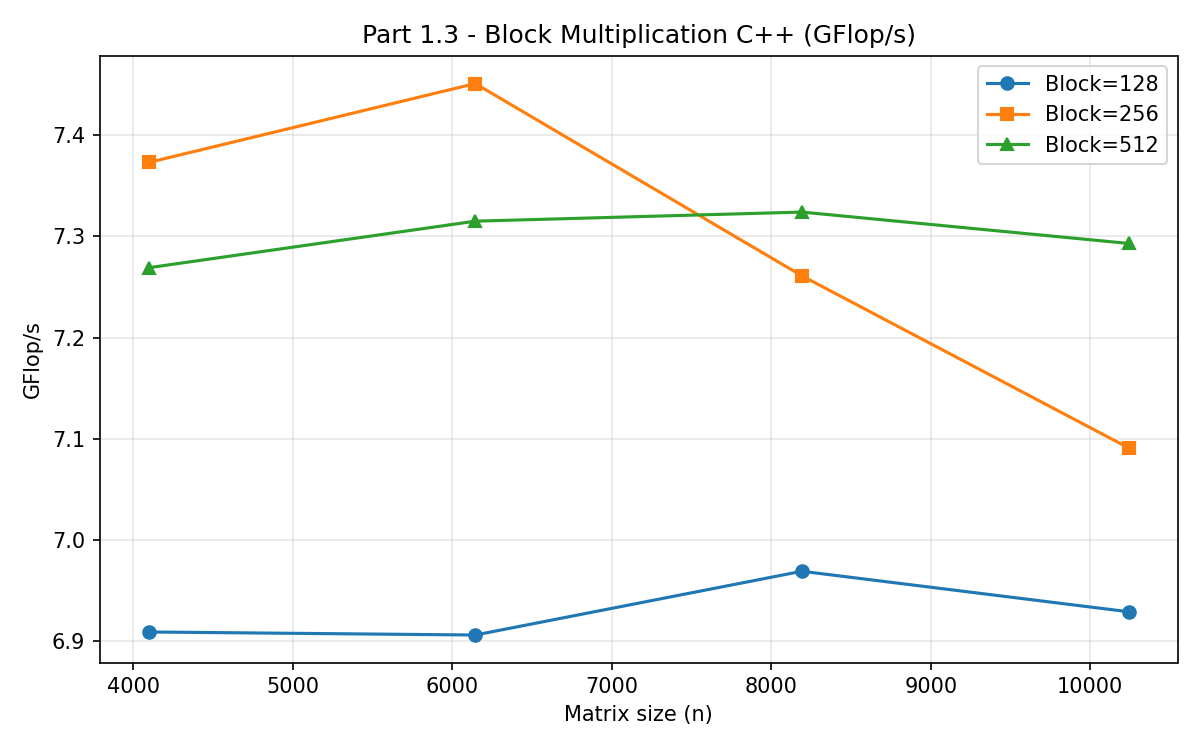 Part 1.3 - Block Multiplication C++ (GFlop/s)
Block=128
Block=256
Block=512
GFlop/s
7.4
7.3
7.2
7.1
7.0
6.9
4000 5000 6000 7000 8000 9000 10000
Matrix size (n)